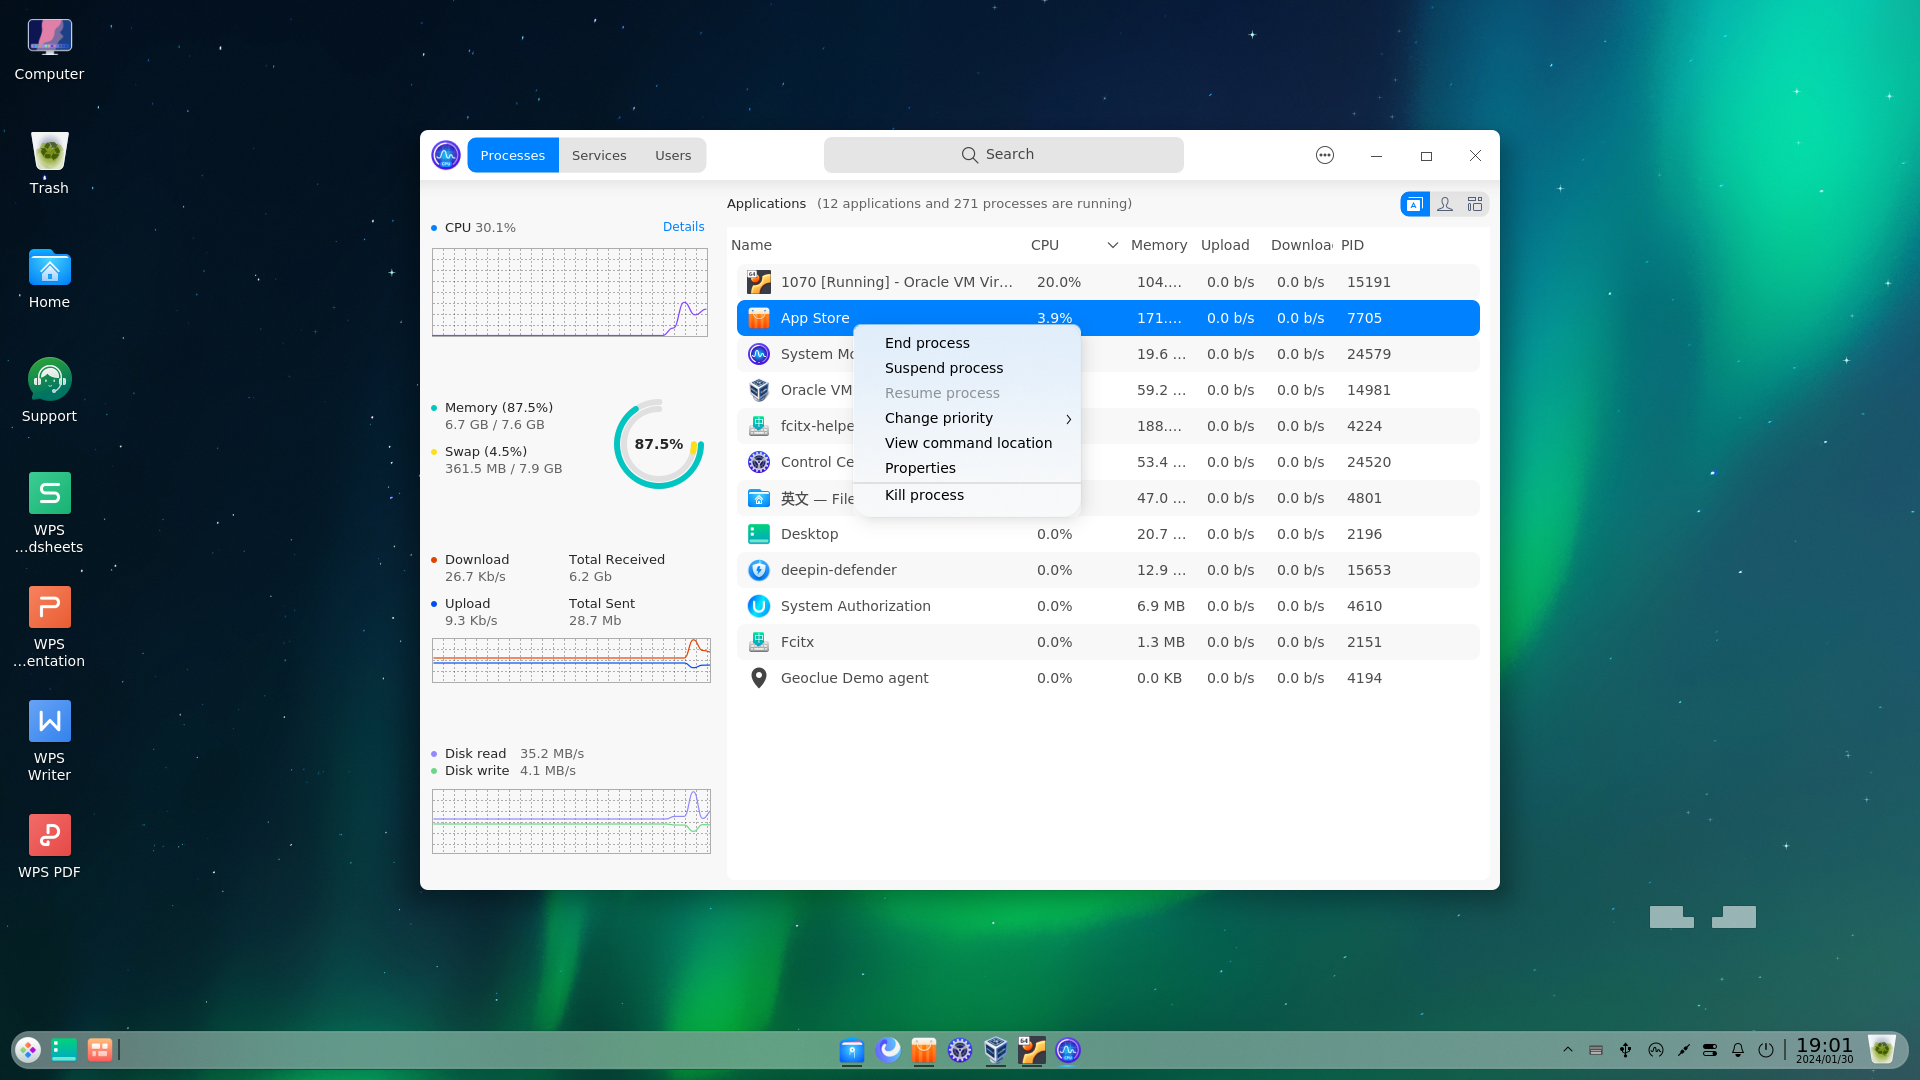 Computer
Trash
Home
Support
WPS
...dsheets
WPS
...entation
WPS
Writer
WPS PDF
Processes
Services
Users
Search
CPU 30.1%
Details
Memory (87.5%)
6.7 GB / 7.6 GB
Swap (4.5%)
361.5 MB / 7.9 GB
87.5%
Download
26.7 Kb/s
Total Received
6.2 Gb
Upload
9.3 Kb/s
Total Sent
28.7 Mb
Disk read 35.2 MB/s
Disk write 4.1 MB/s
Applications (12 applications and 271 processes are running)
Name CPU Memory Upload Downloa PID
1070 [Running] - Oracle VM Vir... 20.0% 104.... 0.0 b/s 0.0 b/s 15191
App Store 3.9% 171.... 0.0 b/s 0.0 b/s 7705
System Mo 19.6 ... 0.0 b/s 0.0 b/s 24579
Oracle VM 59.2 ... 0.0 b/s 0.0 b/s 14981
fcitx-helpe 188.... 0.0 b/s 0.0 b/s 4224
Control Ce 53.4 ... 0.0 b/s 0.0 b/s 24520
英文 — File 47.0 ... 0.0 b/s 0.0 b/s 4801
Desktop 0.0% 20.7 ... 0.0 b/s 0.0 b/s 2196
deepin-defender 0.0% 12.9 ... 0.0 b/s 0.0 b/s 15653
System Authorization 0.0% 6.9 MB 0.0 b/s 0.0 b/s 4610
Fcitx 0.0% 1.3 MB 0.0 b/s 0.0 b/s 2151
Geoclue Demo agent 0.0% 0.0 KB 0.0 b/s 0.0 b/s 4194
End process
Suspend process
Resume process
Change priority
View command location
Properties
Kill process
19:01
2024/01/30